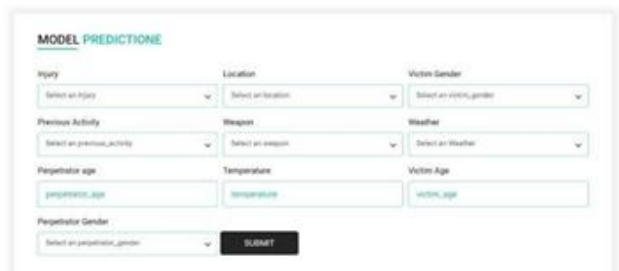 MODEL PREDICTIONE
Injury Location Victim Gender
Select an Injury Select an location Select an victim_gender
Previous Activity Weapon Weather
Select an previous_activity Select an weapon Select an Weather
Perpetrator age Temperature Victim Age
perpetrator_age temperature victim_age
Perpetrator Gender
Select an perpetrator_gender SUBMIT